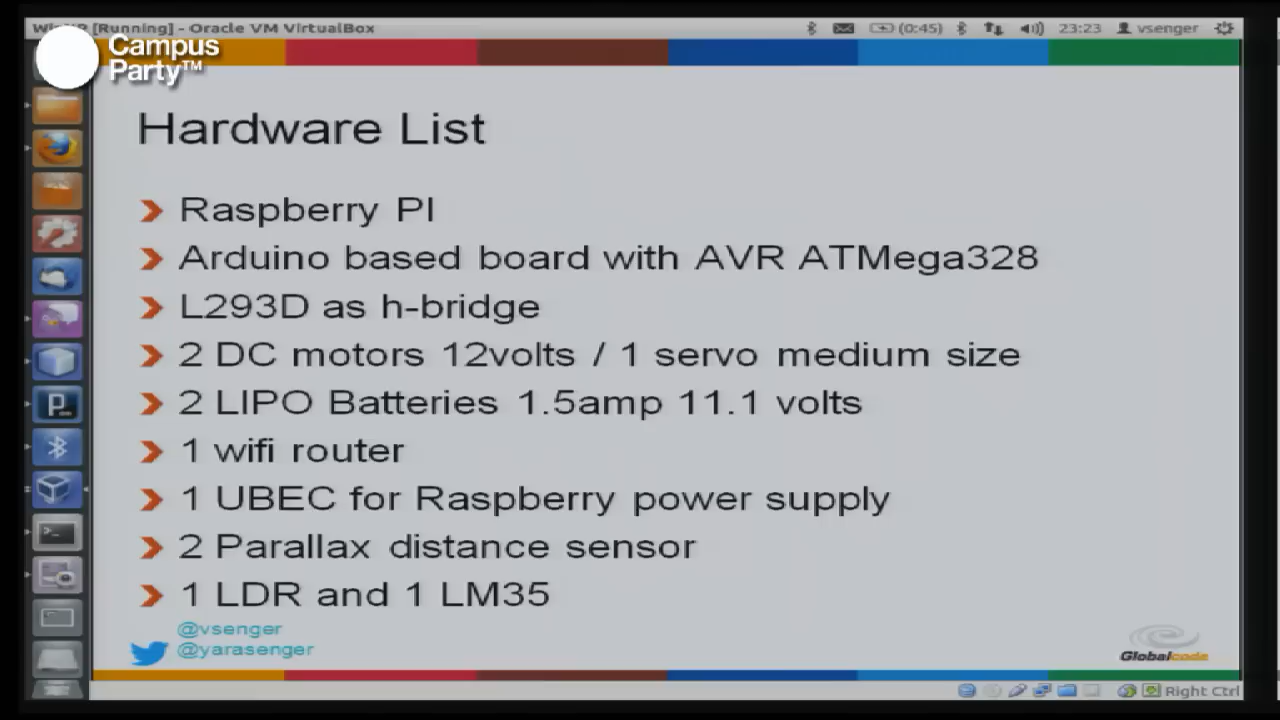 [Running] - Oracle VM VirtualBox
(0:45)
23:23
vsenger
Campus
Party™
Hardware List
Raspberry PI
Arduino based board with AVR ATMega328
L293D as h-bridge
2 DC motors 12volts / 1 servo medium size
2 LIPO Batteries 1.5amp 11.1 volts
1 wifi router
1 UBEC for Raspberry power supply
2 Parallax distance sensor
1 LDR and 1 LM35
@vsenger
@yarasenger
Globalcode
Right Ctrl